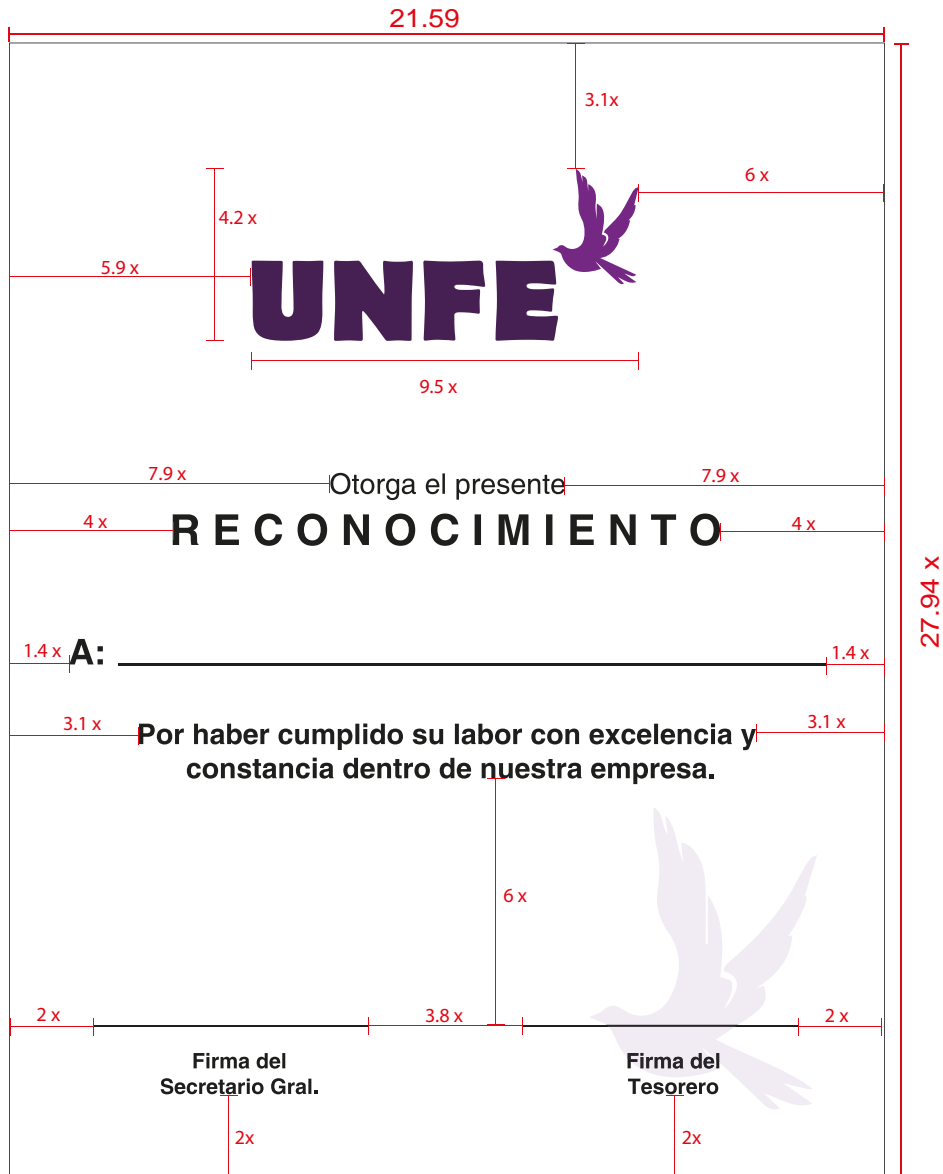 21.59
3.1x
6 x
4.2 x
5.9 x
UNFE
9.5 x
7.9 x
Otorga el presente
7.9 x
4 x
RECONOCIMIENTO
4 x
27.94 x
1.4 x
A:
1.4 x
3.1 x
Por haber cumplido su labor con excelencia y
3.1 x
constancia dentro de nuestra empresa.
6 x
2 x
3.8 x
2 x
Firma del
Secretario Gral.
Firma del
Tesorero
2x
2x